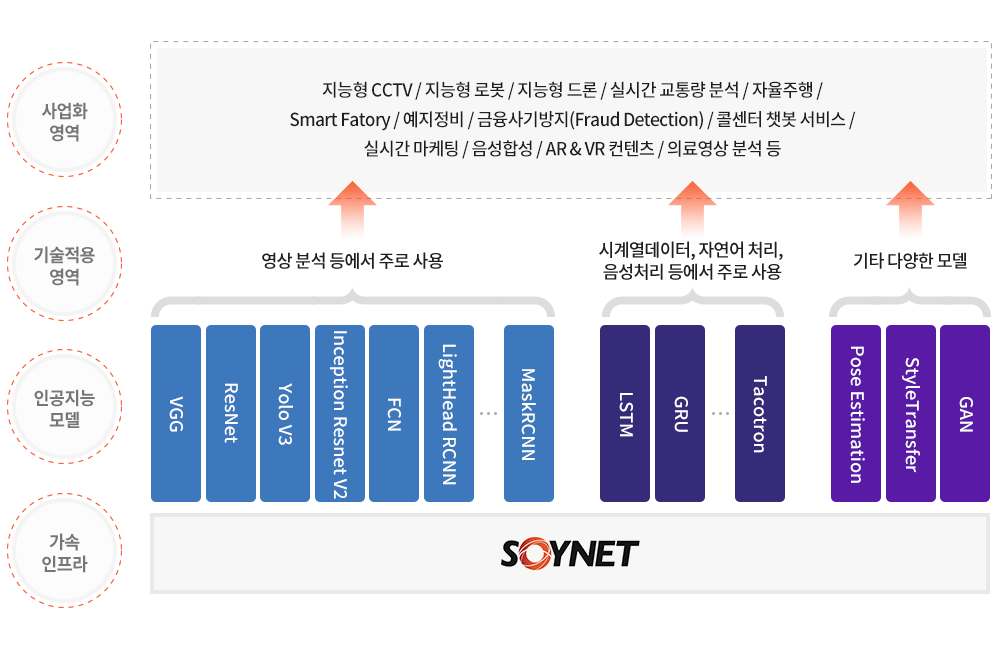 사업화
영역
지능형 CCTV / 지능형 로봇 / 지능형 드론 / 실시간 교통량 분석 / 자율주행 /
Smart Fatory / 예지정비 / 금융사기방지(Fraud Detection) / 콜센터 챗봇 서비스 /
실시간 마케팅 / 음성합성 / AR & VR 컨텐츠 / 의료영상 분석 등
기술적용
영역
영상 분석 등에서 주로 사용
시계열데이터, 자연어 처리,
음성처리 등에서 주로 사용
기타 다양한 모델
인공지능
모델
VGG
ResNet
Yolo V3
Inception Resnet V2
FCN
LightHead RCNN
...
MaskRCNN
LSTM
GRU
...
Tacotron
Pose Estimation
StyleTransfer
GAN
가속
인프라
SOYNET